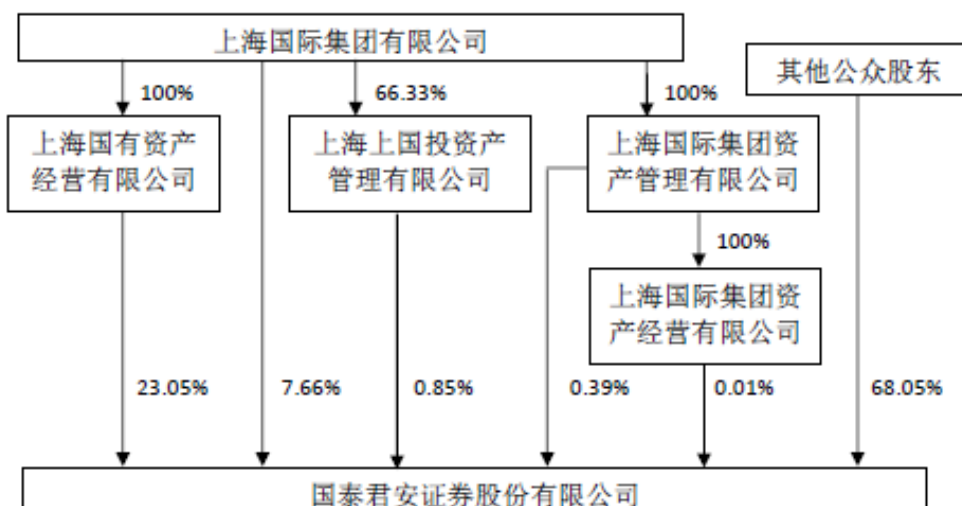 上海国际集团有限公司
其他公众股东
100%
66.33%
100%
上海国有资产
经营有限公司
上海上国投资产
管理有限公司
上海国际集团资
产管理有限公司
100%
上海国际集团资
产经营有限公司
23.05%
7.66%
0.85%
0.39%
0.01%
68.05%
国泰君安证券股份有限公司